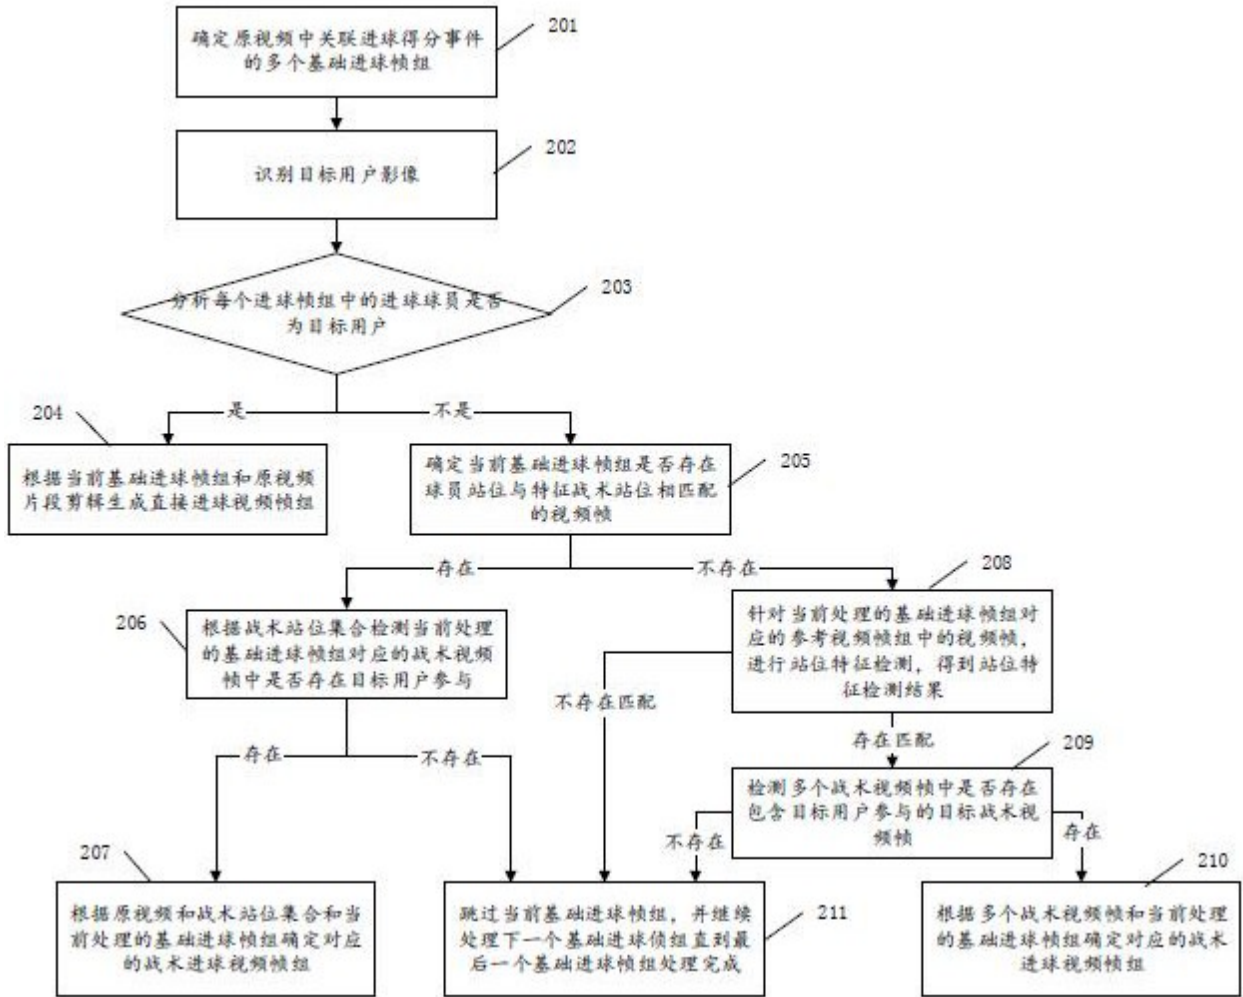 确定原视频中关联进球得分事件
的多个基础进球帧组
201
识别目标用户影像
202
分析每个进球帧组中的进球球员是否
为目标用户
203
是
不是
204
根据当前基础进球帧组和原视频
片段剪辑生成直接进球视频帧组
确定当前基础进球帧组是否存在
球员站位与特征战术站位相匹配
的视频帧
205
存在
不存在
206
根据战术站位集合检测当前处理
的基础进球帧组对应的战术视频
帧中是否存在目标用户参与
208
针对当前处理的基础进球帧组对
应的参考视频帧组中的视频帧，
进行站位特征检测，得到站位特
征检测结果
不存在匹配
存在匹配
存在
不存在
209
检测多个战术视频帧中是否存在
包含目标用户参与的目标战术视
频帧
不存在
存在
207
根据原视频和战术站位集合和当
前处理的基础进球帧组确定对应
的战术进球视频帧组
跳过当前基础进球帧组，并继续
处理下一个基础进球侦组直到最
后一个基础进球帧组处理完成
211
210
根据多个战术视频帧和当前处理
的基础进球帧组确定对应的战术
进球视频帧组